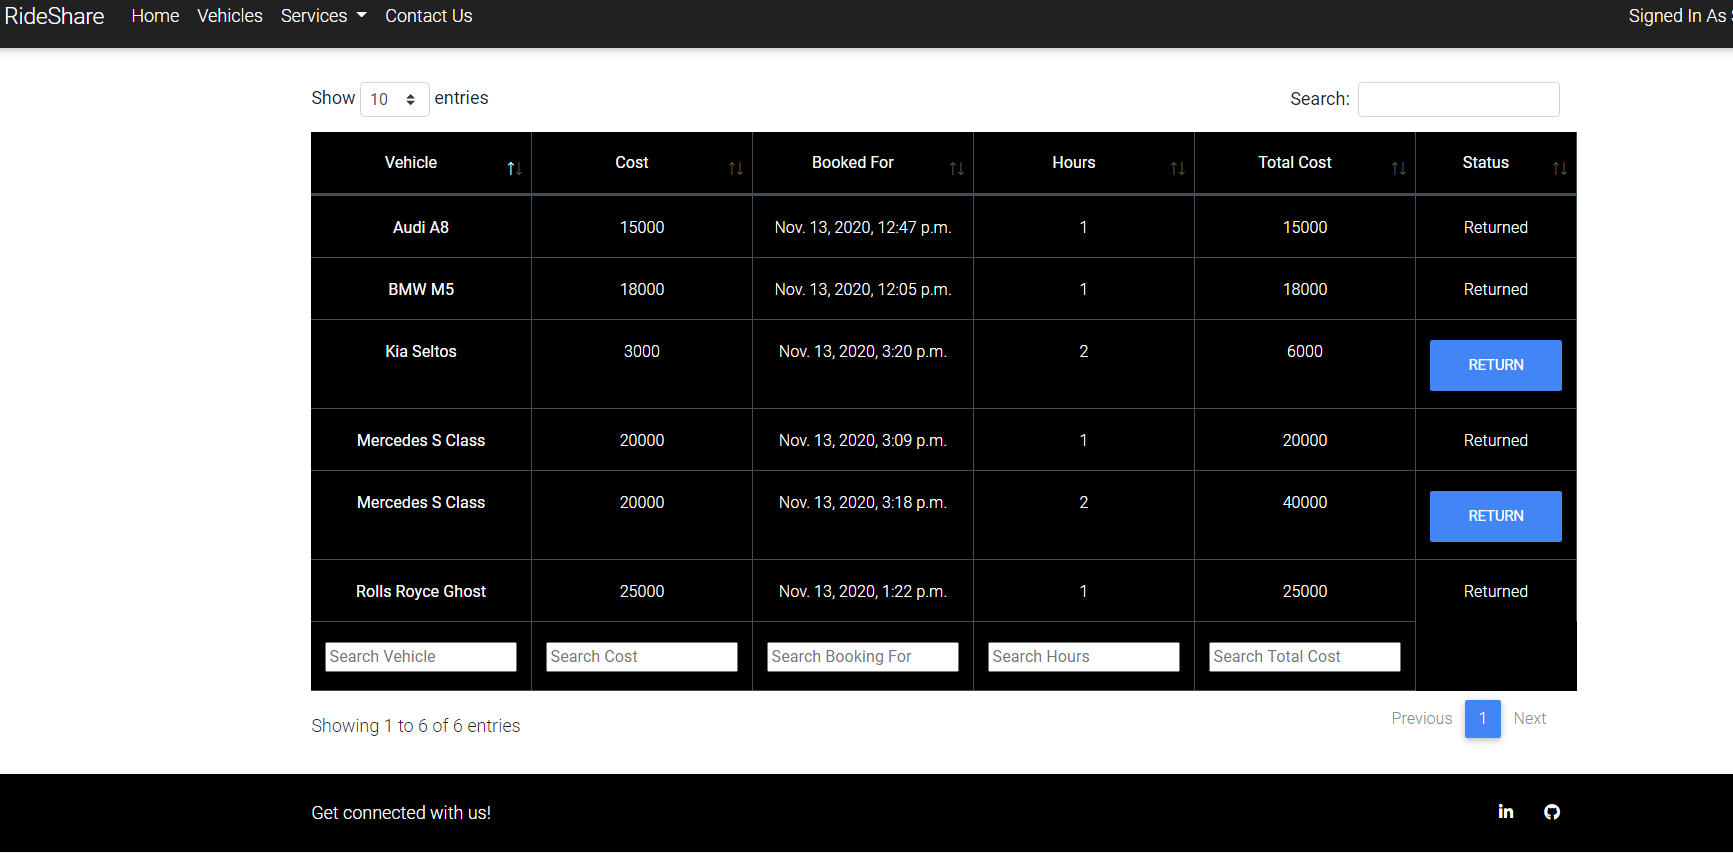 RideShare Home Vehicles Services Contact Us Signed In As
Show 10 entries Search:
Vehicle Cost Booked For Hours Total Cost Status
Audi A8 15000 Nov. 13, 2020, 12:47 p.m. 1 15000 Returned
BMW M5 18000 Nov. 13, 2020, 12:05 p.m. 1 18000 Returned
Kia Seltos 3000 Nov. 13, 2020, 3:20 p.m. 2 6000 RETURN
Mercedes S Class 20000 Nov. 13, 2020, 3:09 p.m. 1 20000 Returned
Mercedes S Class 20000 Nov. 13, 2020, 3:18 p.m. 2 40000 RETURN
Rolls Royce Ghost 25000 Nov. 13, 2020, 1:22 p.m. 1 25000 Returned
Search Vehicle Search Cost Search Booking For Search Hours Search Total Cost
Showing 1 to 6 of 6 entries Previous 1 Next
Get connected with us! in